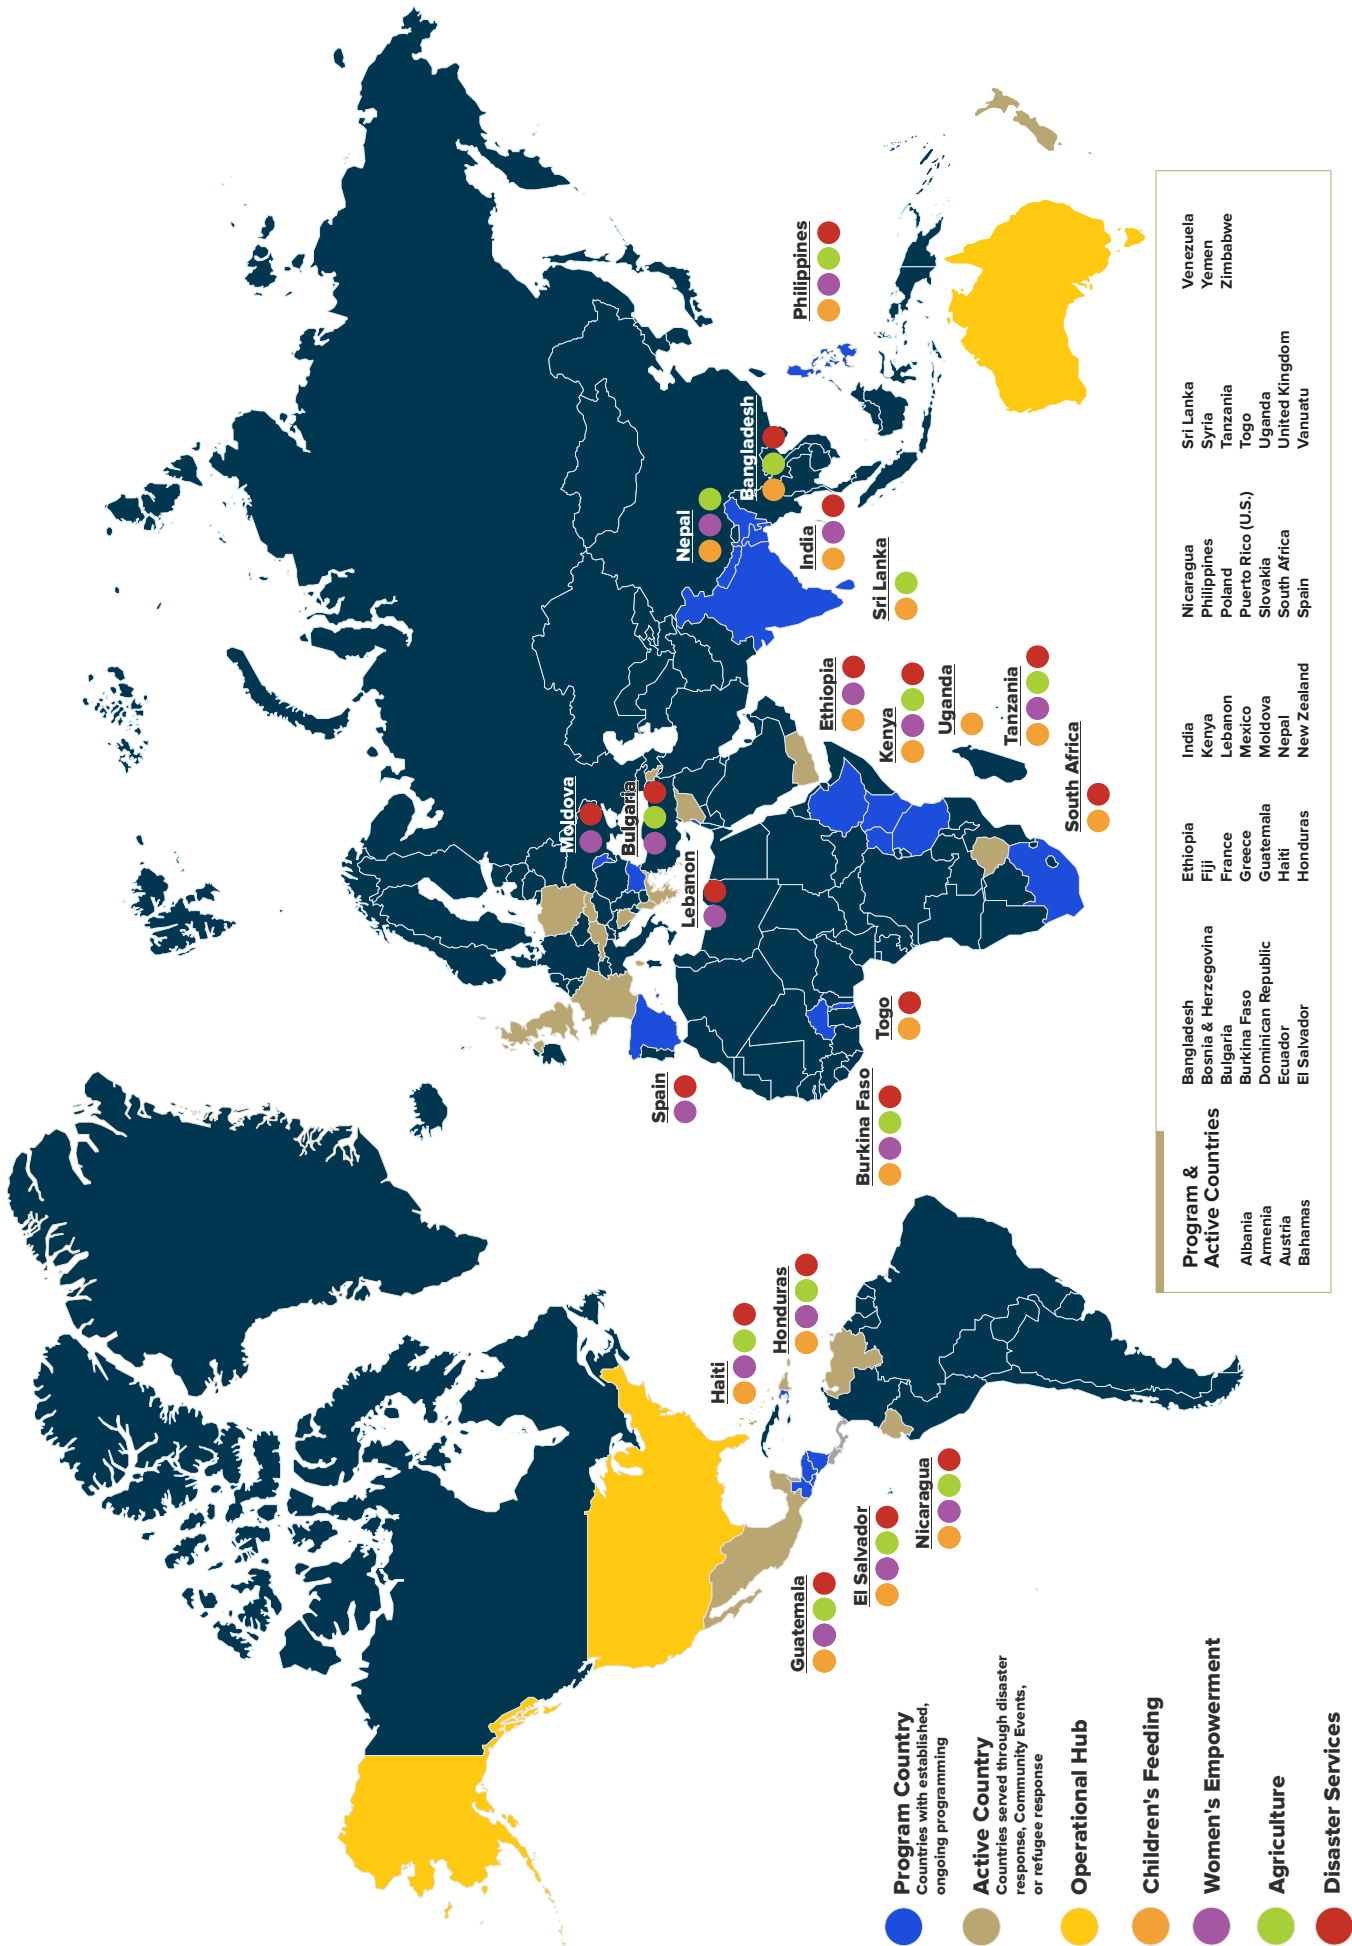 Philippines
Bangladesh
Nepal
India
Sri Lanka
Ethiopia
Kenya
Uganda
Tanzania
South Africa
Moldova
Bulgaria
Lebanon
Togo
Spain
Burkina Faso
Honduras
Haiti
Nicaragua
El Salvador
Guatemala
Program Country
Countries with established,
ongoing programming
Active Country
Countries served through disaster
response, Community Events,
or refugee response
Operational Hub
Children's Feeding
Women's Empowerment
Agriculture
Disaster Services
Program &
Active Countries
Albania
Armenia
Austria
Bahamas
Bangladesh
Bosnia & Herzegovina
Bulgaria
Burkina Faso
Dominican Republic
Ecuador
El Salvador
Ethiopia
Fiji
France
Greece
Guatemala
Haiti
Honduras
India
Kenya
Lebanon
Mexico
Moldova
Nepal
New Zealand
Nicaragua
Philippines
Poland
Puerto Rico (U.S.)
Slovakia
South Africa
Spain
Sri Lanka
Syria
Tanzania
Togo
Uganda
United Kingdom
Vanuatu
Venezuela
Yemen
Zimbabwe